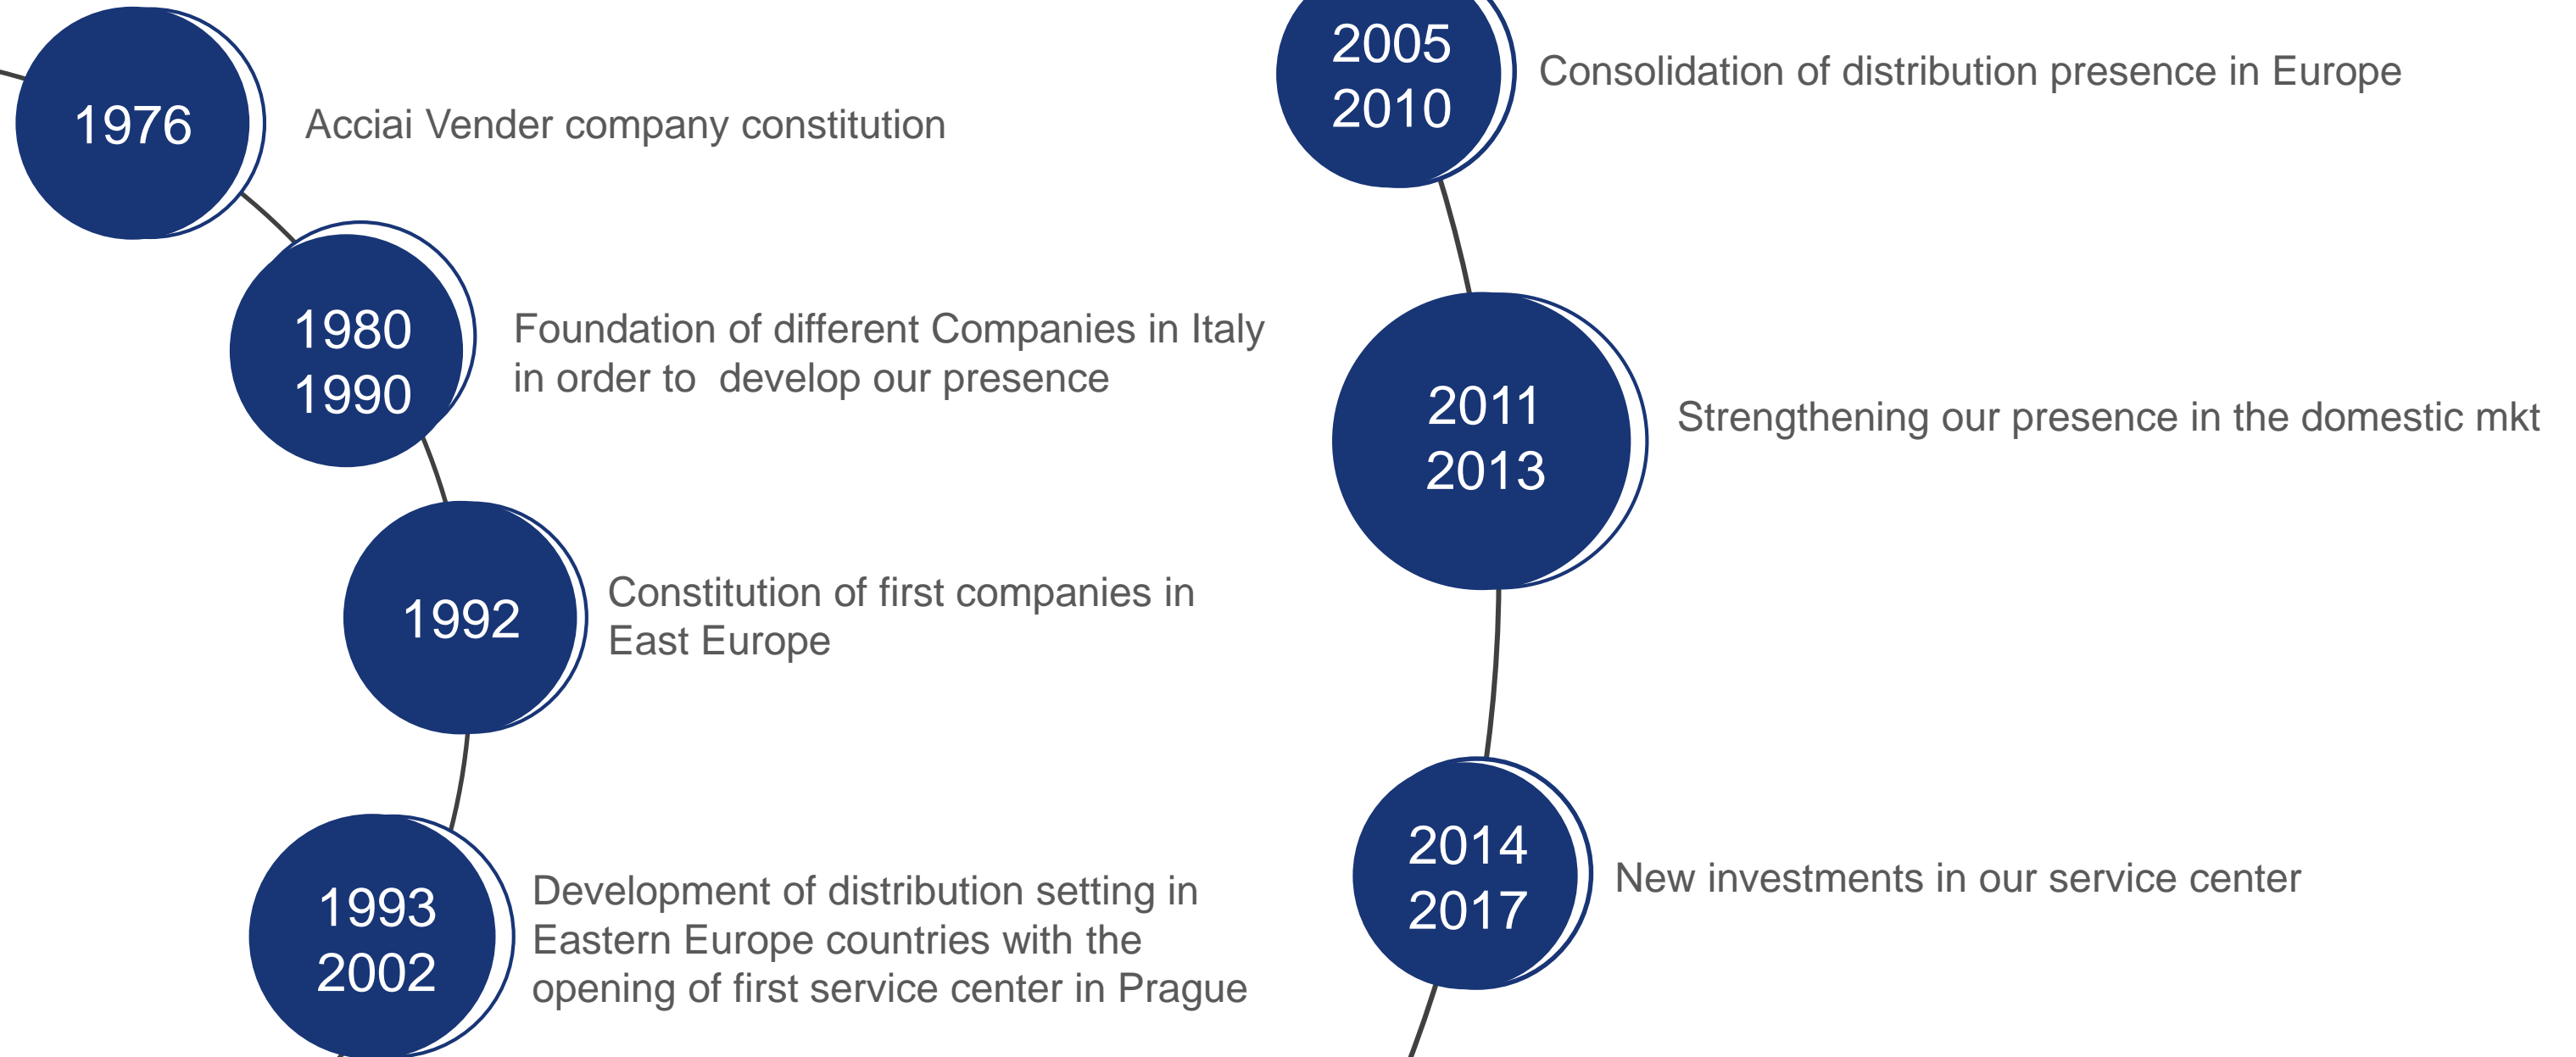 1976
Acciai Vender company constitution
1980
1990
Foundation of different Companies in Italy
in order to  develop our presence
1992
Constitution of first companies in
East Europe
1993
2002
Development of distribution setting in
Eastern Europe countries with the
opening of first service center in Prague
2005
2010
Consolidation of distribution presence in Europe
2011
2013
Strengthening our presence in the domestic mkt
2014
2017
New investments in our service center